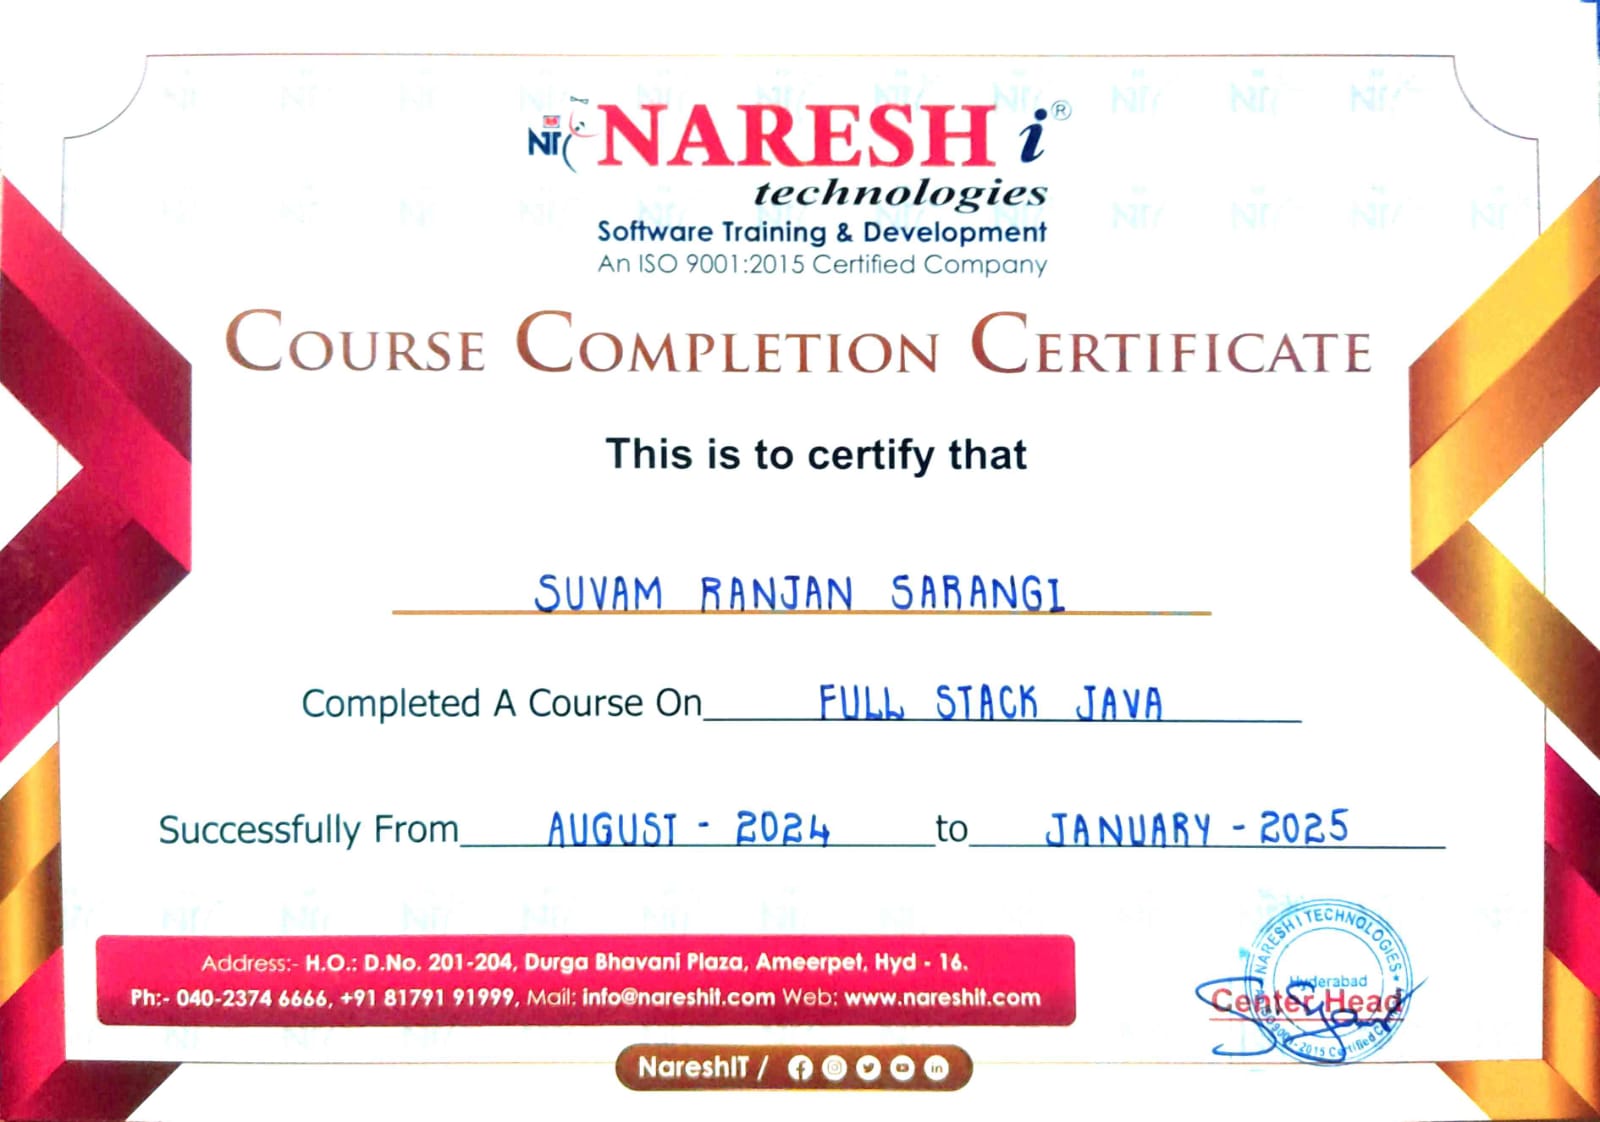 NT NARESH i ®
technologies
Software Training & Development
An ISO 9001:2015 Certified Company
COURSE COMPLETION CERTIFICATE
This is to certify that
SUVAM RANJAN SARANGI
Completed A Course On FULL STACK JAVA
Successfully From AUGUST - 2024 to JANUARY - 2025
Address:- H.O.: D.No. 201-204, Durga Bhavani Plaza, Ameerpet, Hyd - 16.
Ph:- 040-2374 6666, +91 81791 91999, Mail: info@nareshit.com Web: www.nareshit.com
NARESH I TECHNOLOGIES
Hyderabad
Center Head
ISO 9001-2015 Certified
NareshIT /